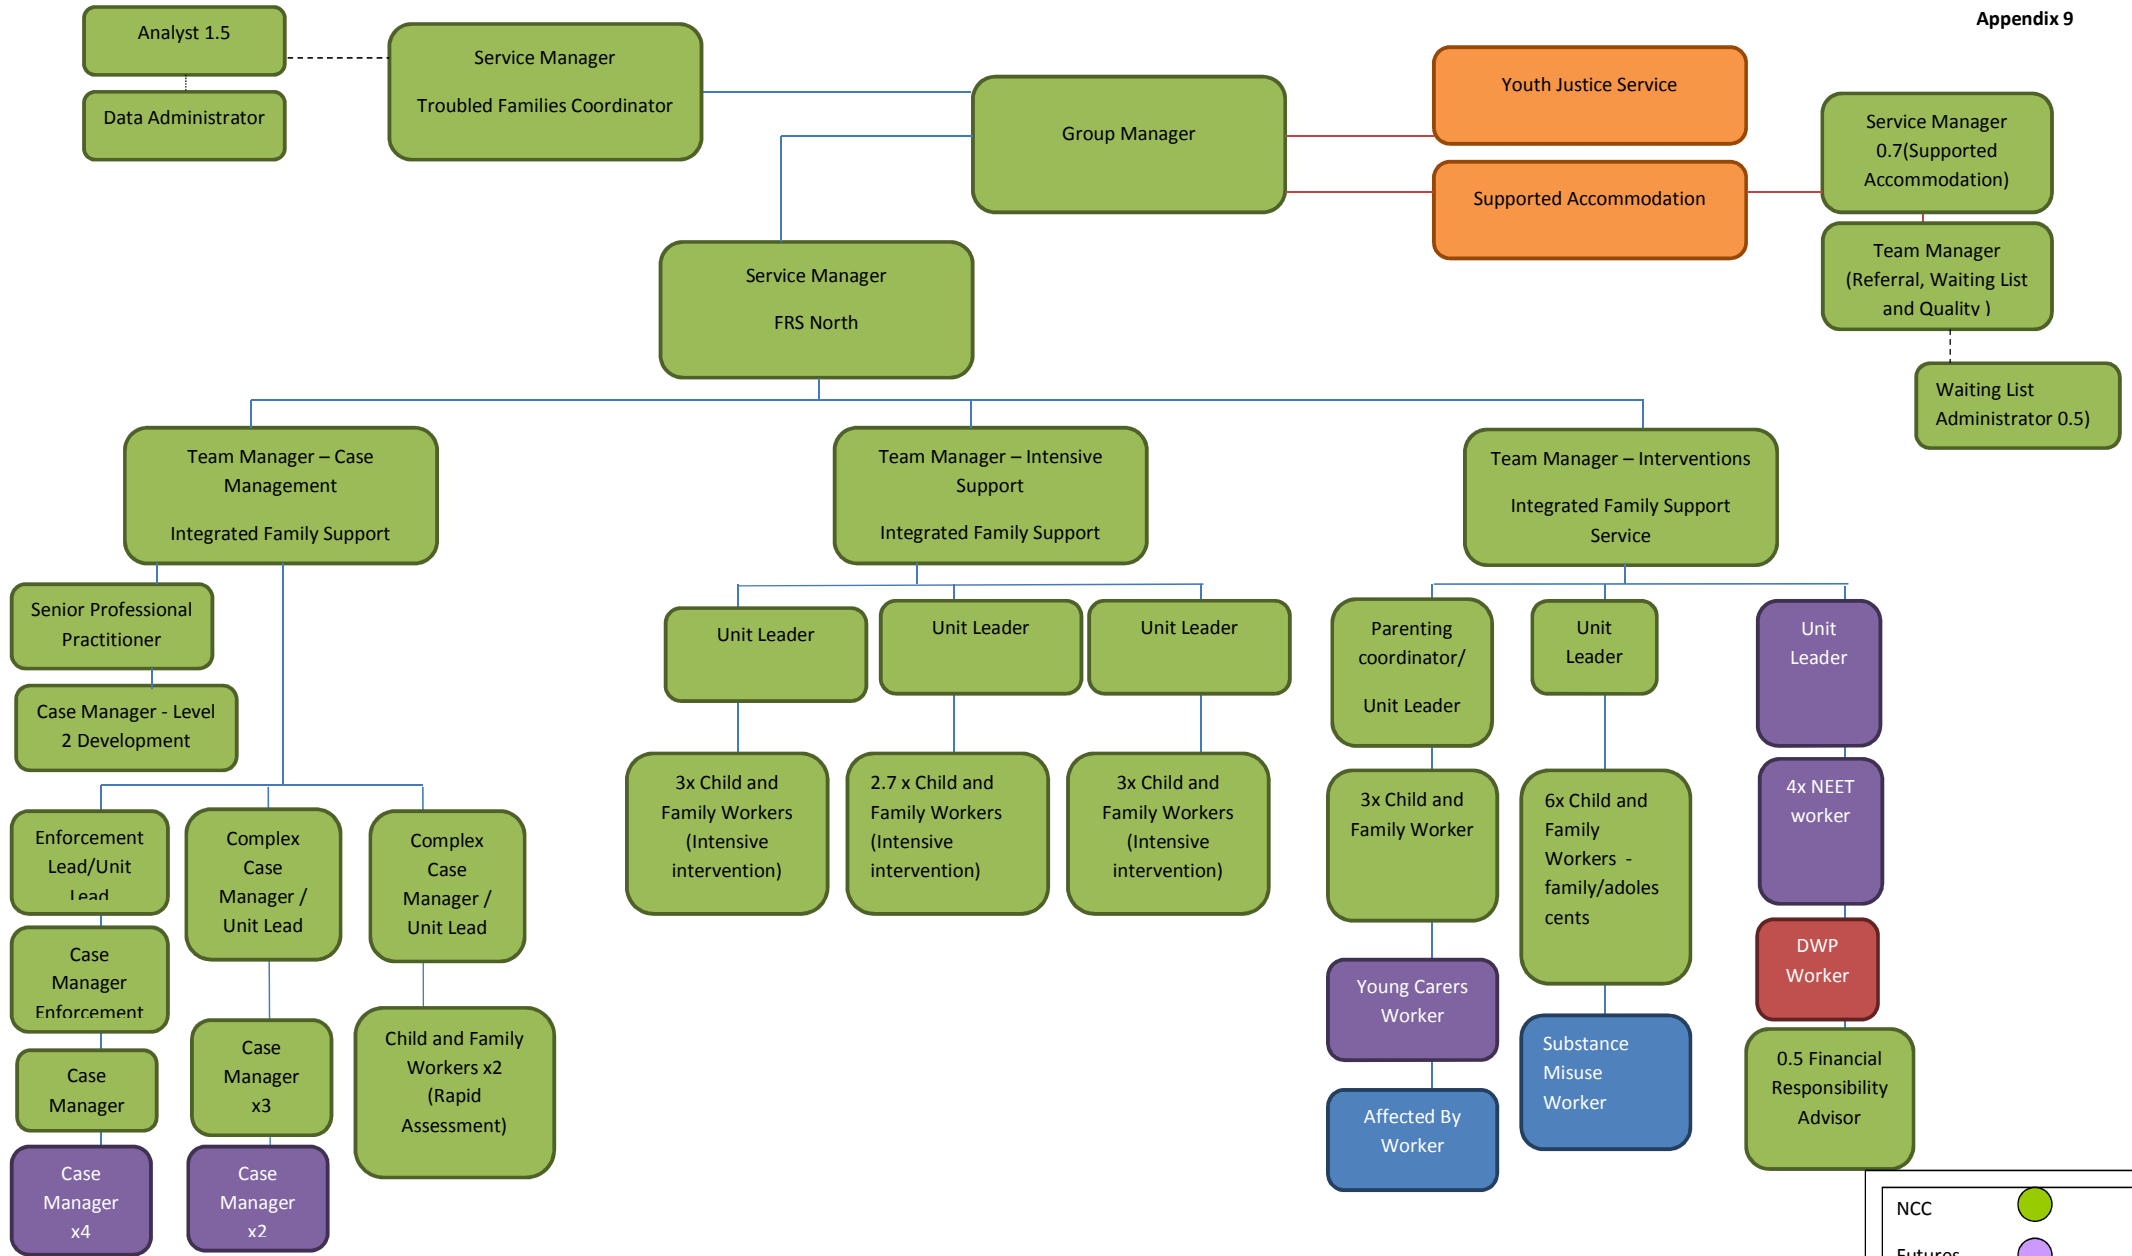 Appendix 9
Analyst 1.5
Data Administrator
Service Manager
Troubled Families Coordinator
Group Manager
Youth Justice Service
Supported Accommodation
Service Manager
0.7(Supported
Accommodation)
Team Manager
(Referral, Waiting List
and Quality )
Waiting List
Administrator 0.5)
Service Manager
FRS North
Team Manager – Case
Management
Integrated Family Support
Team Manager – Intensive
Support
Integrated Family Support
Team Manager – Interventions
Integrated Family Support
Service
Senior Professional
Practitioner
Case Manager - Level
2 Development
Enforcement
Lead/Unit
Lead
Case
Manager
Enforcement
Case
Manager
Case
Manager
x4
Complex
Case
Manager /
Unit Lead
Case
Manager
x3
Case
Manager
x2
Complex
Case
Manager /
Unit Lead
Child and Family
Workers x2
(Rapid
Assessment)
Unit Leader
3x Child and
Family Workers
(Intensive
intervention)
Unit Leader
2.7 x Child and
Family Workers
(Intensive
intervention)
Unit Leader
3x Child and
Family Workers
(Intensive
intervention)
Parenting
coordinator/
Unit Leader
3x Child and
Family Worker
Young Carers
Worker
Affected By
Worker
Unit
Leader
6x Child and
Family
Workers -
family/adoles
cents
Substance
Misuse
Worker
Unit
Leader
4x NEET
worker
DWP
Worker
0.5 Financial
Responsibility
Advisor
NCC
Futures